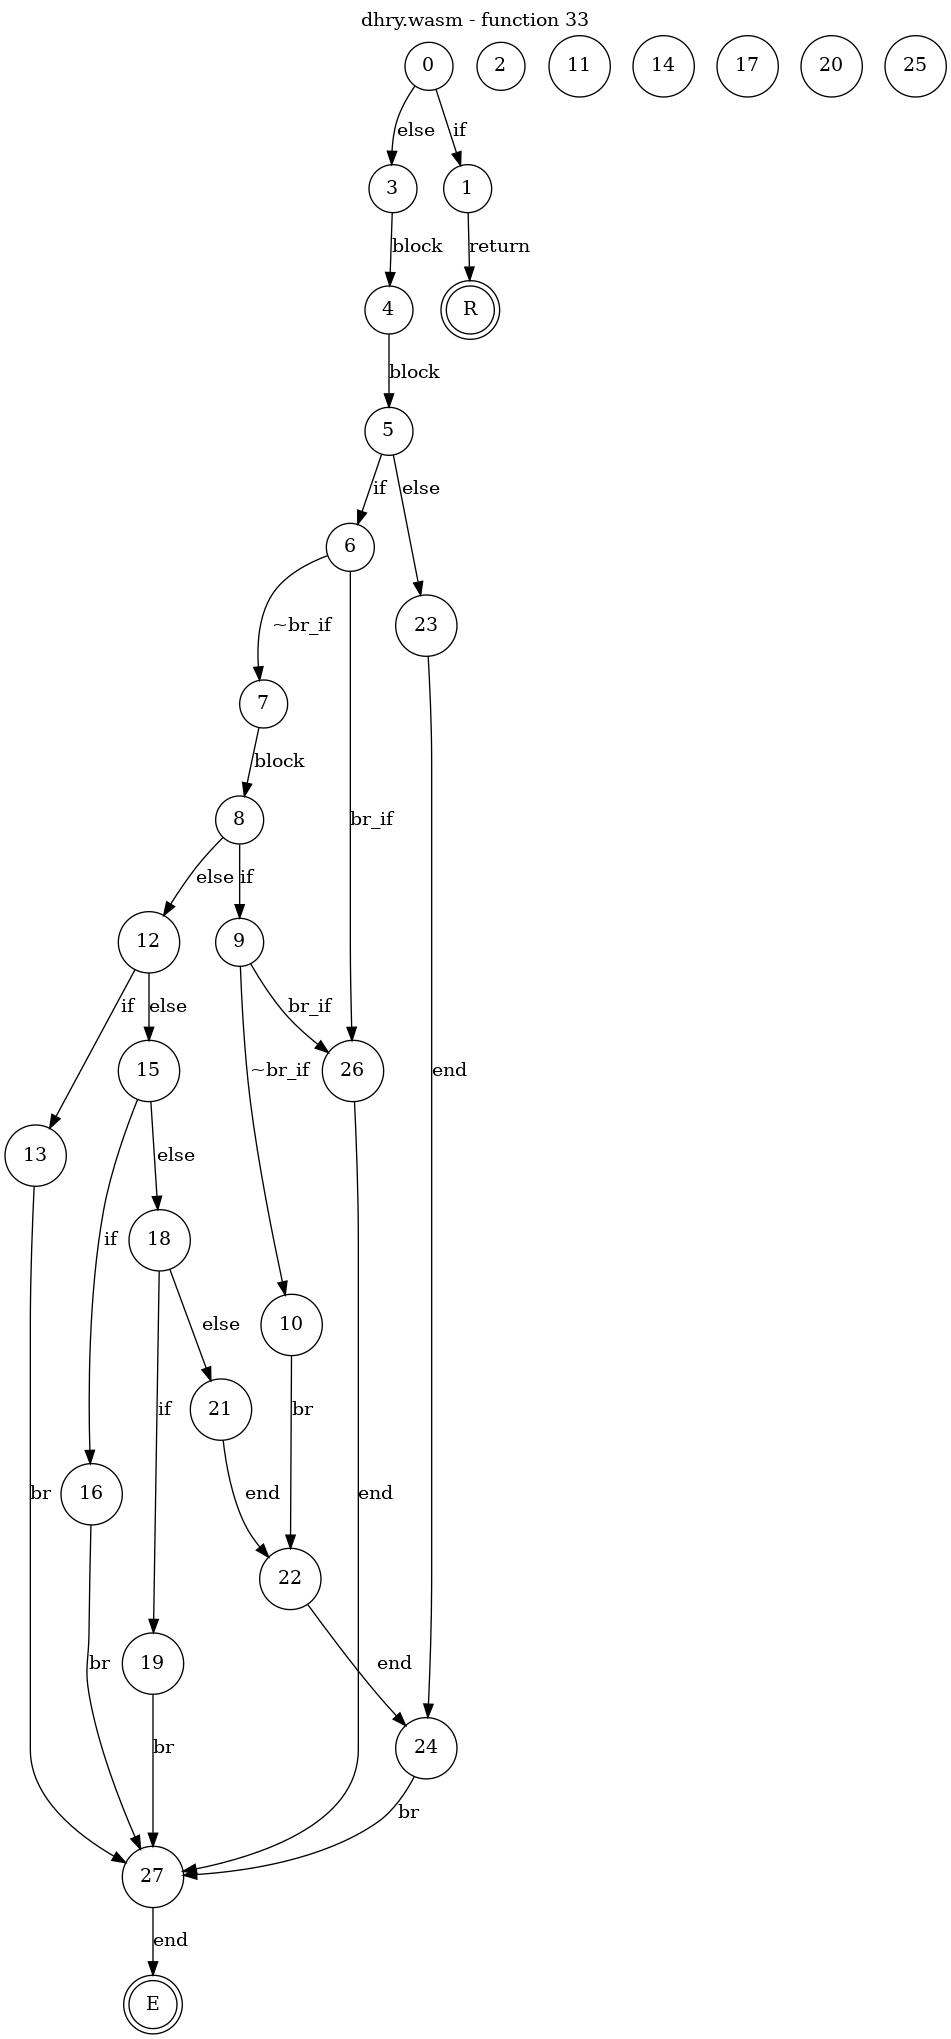 dhry.wasm - function 33
0 2 11 14 17 20 25
else if
3 1
block return
4 R
block
5
if else
6
~br_if 23
7
block
br_if
8
else if
12 9
if else br_if
~br_if end
15 26
13 else
18
if
10
else
if 21 br
16 end end
br
22
19 br end
br 24
br
27
end
E